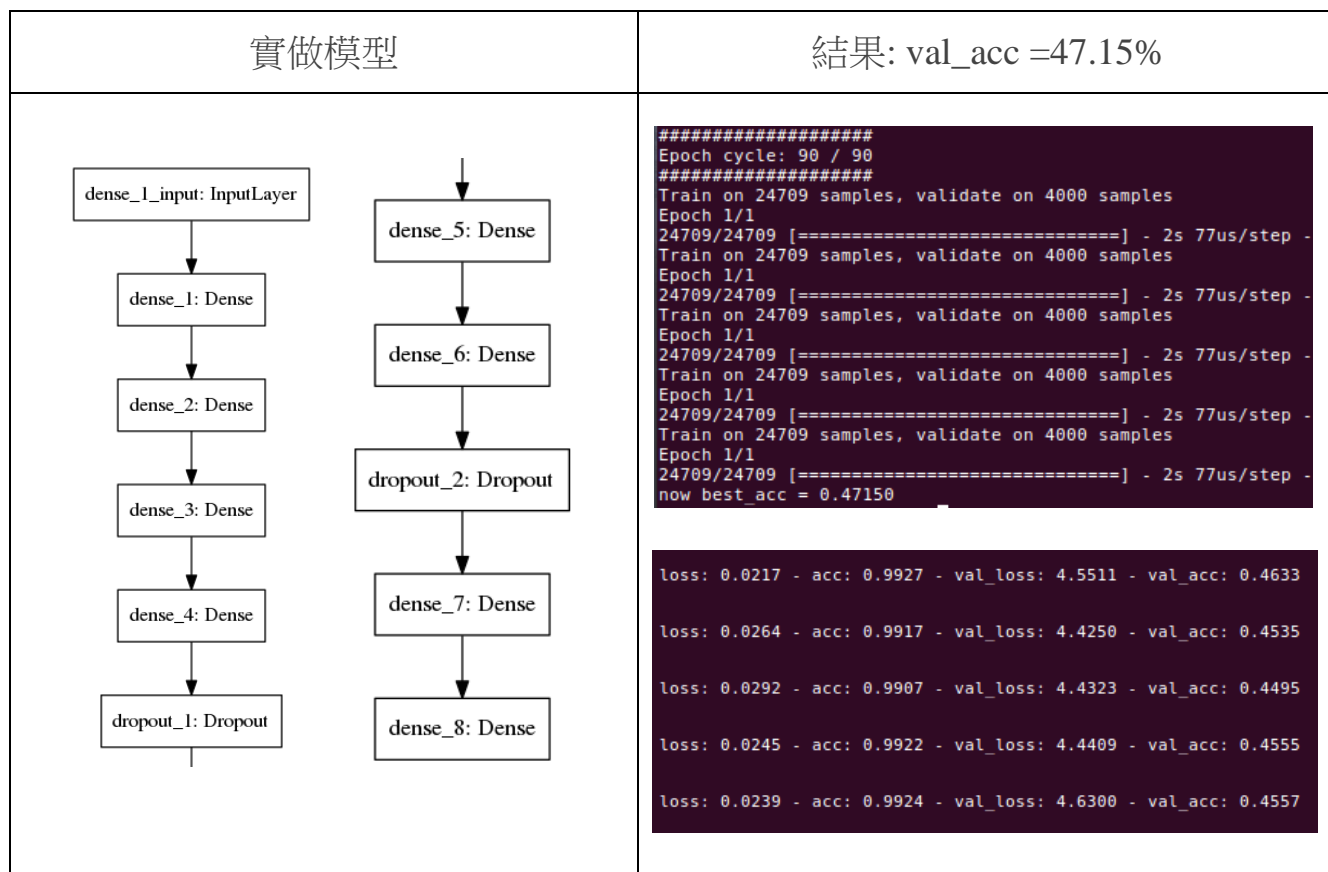 實做模型
結果: val_acc =47.15%
dense_1_input: InputLayer
dense_1: Dense
dense_2: Dense
dense_3: Dense
dense_4: Dense
dropout_1: Dropout
dense_5: Dense
dense_6: Dense
dropout_2: Dropout
dense_7: Dense
dense_8: Dense
####################
Epoch cycle: 90 / 90
####################
Train on 24709 samples, validate on 4000 samples
Epoch 1/1
24709/24709 [==============================] - 2s 77us/step -
Train on 24709 samples, validate on 4000 samples
Epoch 1/1
24709/24709 [==============================] - 2s 77us/step -
Train on 24709 samples, validate on 4000 samples
Epoch 1/1
24709/24709 [==============================] - 2s 77us/step -
Train on 24709 samples, validate on 4000 samples
Epoch 1/1
24709/24709 [==============================] - 2s 77us/step -
Train on 24709 samples, validate on 4000 samples
Epoch 1/1
24709/24709 [==============================] - 2s 77us/step -
now best_acc = 0.47150
loss: 0.0217 - acc: 0.9927 - val_loss: 4.5511 - val_acc: 0.4633
loss: 0.0264 - acc: 0.9917 - val_loss: 4.4250 - val_acc: 0.4535
loss: 0.0292 - acc: 0.9907 - val_loss: 4.4323 - val_acc: 0.4495
loss: 0.0245 - acc: 0.9922 - val_loss: 4.4409 - val_acc: 0.4555
loss: 0.0239 - acc: 0.9924 - val_loss: 4.6300 - val_acc: 0.4557